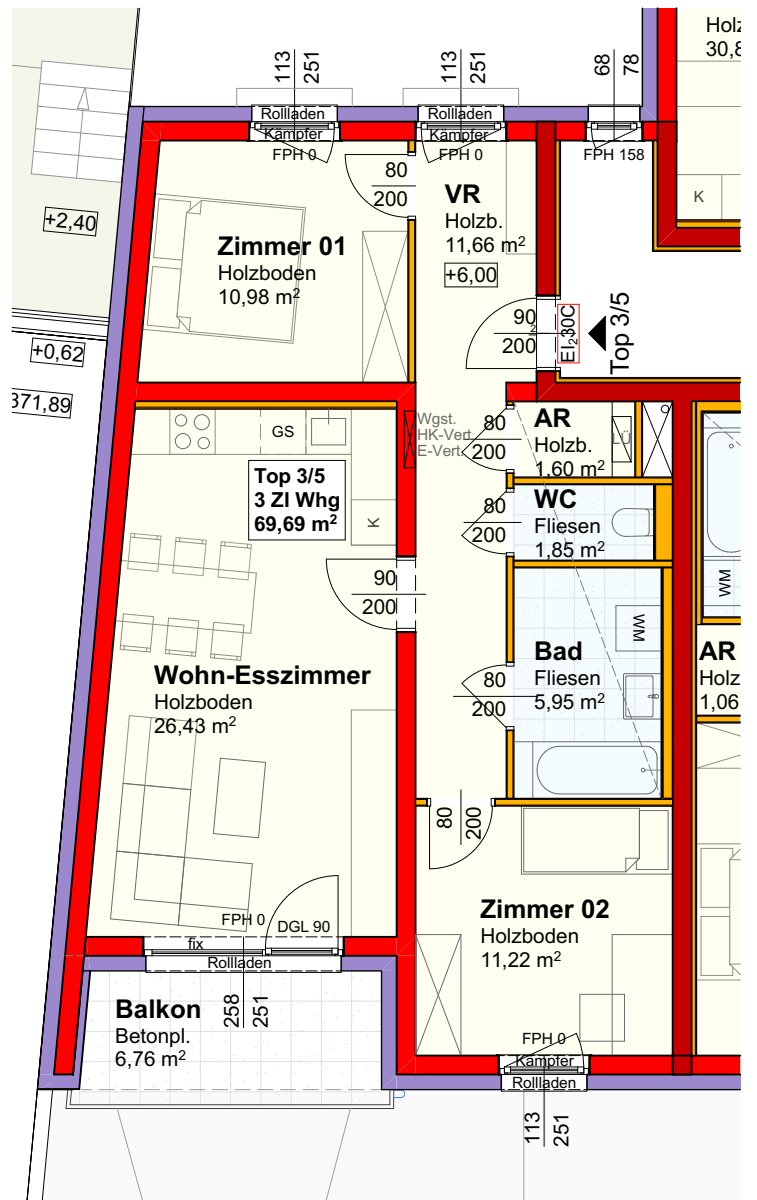 Holz
30,8
K
113
251
113
251
68
78
Rollladen
Kämpfer
FPH 0
Rollladen
Kämpfer
FPH 0
FPH 158
80
200
VR
Holzb.
11,66 m²
+6,00
Zimmer 01
Holzboden
10,98 m²
+2,40
+0,62
371,89
90
200
EI₂30C
Top 3/5
Wgst.
HK-Vert.
E-Vert.
80
200
AR
Holzb.
1,60 m²
LÜ
GS
K
Top 3/5
3 ZI Whg
69,69 m²
80
200
WC
Fliesen
1,85 m²
90
200
WM
WM
Bad
Fliesen
5,95 m²
80
200
AR
Holz
1,06
Wohn-Esszimmer
Holzboden
26,43 m²
80
200
FPH 0
DGL 90
fix
Rollladen
258
251
Balkon
Betonpl.
6,76 m²
Zimmer 02
Holzboden
11,22 m²
FPH 0
Kämpfer
Rollladen
113
251